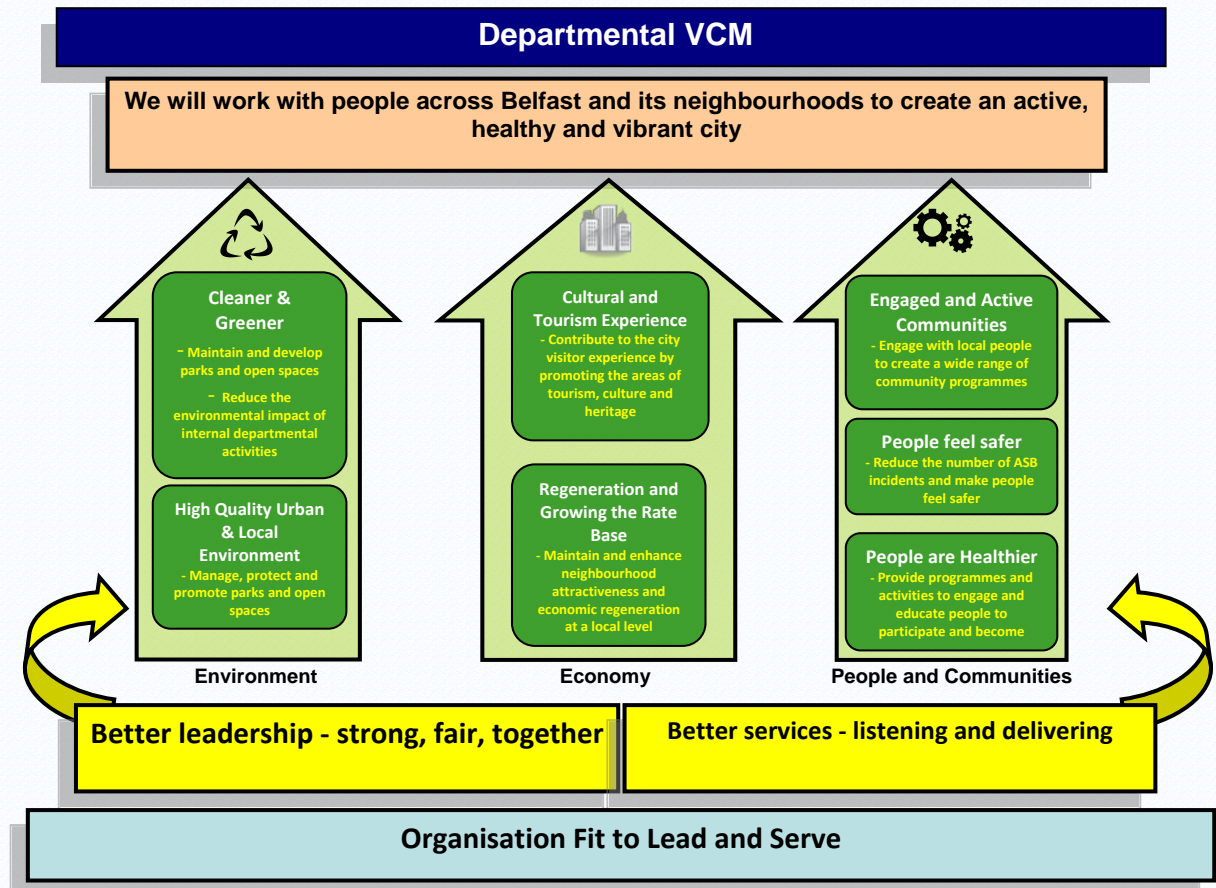 Departmental VCM
We will work with people across Belfast and its neighbourhoods to create an active,
healthy and vibrant city
Cleaner &
Greener
- Maintain and develop
parks and open spaces
- Reduce the
environmental impact of
internal departmental
activities
High Quality Urban
& Local
Environment
- Manage, protect and
promote parks and open
spaces
Environment
Cultural and
Tourism Experience
- Contribute to the city
visitor experience by
promoting the areas of
tourism, culture and
heritage
Regeneration and
Growing the Rate
Base
- Maintain and enhance
neighbourhood
attractiveness and
economic regeneration
at a local level
Economy
Engaged and Active
Communities
- Engage with local people
to create a wide range of
community programmes
People feel safer
- Reduce the number of ASB
incidents and make people
feel safer
People are Healthier
- Provide programmes and
activities to engage and
educate people to
participate and become
People and Communities
Better leadership - strong, fair, together
Better services - listening and delivering
Organisation Fit to Lead and Serve